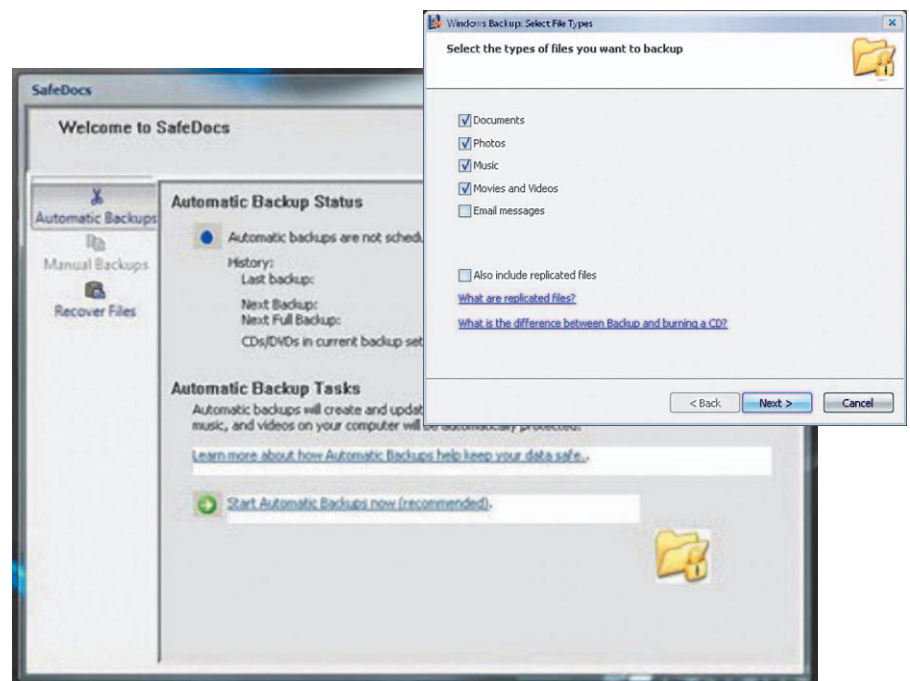 Windows Backup: Select File Types
Select the types of files you want to backup
Documents
Photos
Music
Movies and Videos
Email messages
Also include replicated files
What are replicated files?
What is the difference between Backup and burning a CD?
< Back
Next >
Cancel
SafeDocs
Welcome to SafeDocs
Automatic Backups
Manual Backups
Recover Files
Automatic Backup Status
Automatic backups are not sched
History:
Last backup:
Next Backup:
Next Full Backup:
CDs/DVDs in current backup set
Automatic Backup Tasks
Automatic backups will create and updat
music, and videos on your computer will be automatically protected.
Learn more about how Automatic Backups help keep your data safe..
Start Automatic Backups now (recommended).